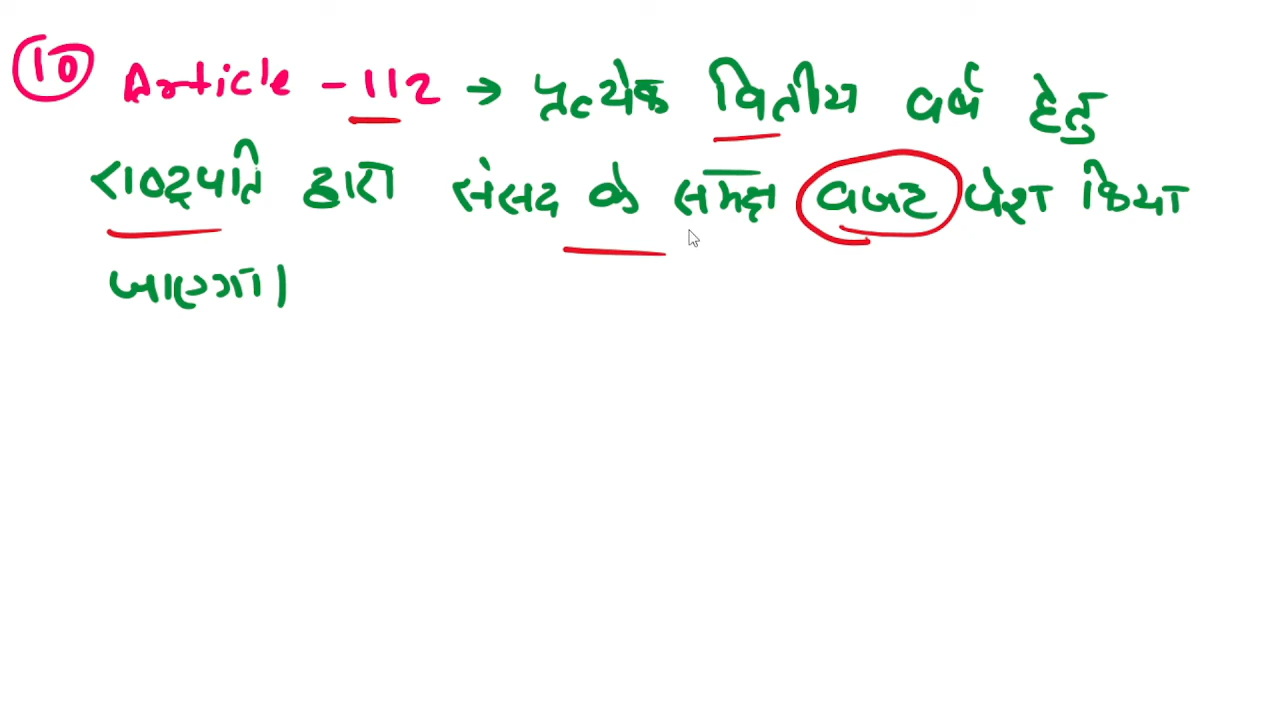 10 Article - 112 → प्रत्येक वितीय वर्ष हेतु
राष्ट्रपति द्वारा संसद के समक्ष बजट पेश किया
जाएगा।